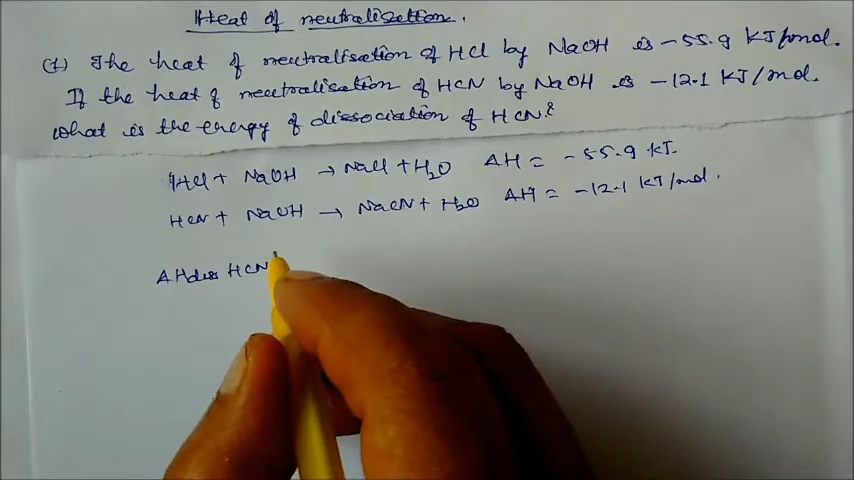 Heat of neutralisation.
(1) The heat of neutralisation of HCl by NaOH is -55.9 KJ/mol.
If the heat of neutralisation of HCN by NaOH is -12.1 KJ/mol.
what is the energy of dissociation of HCN?
HCl + NaOH → NaCl + H2O ΔH = -55.9 KJ.
HCN + NaOH → NaCN + H2O ΔH = -12.1 KJ/mol.
ΔHdiss HCN